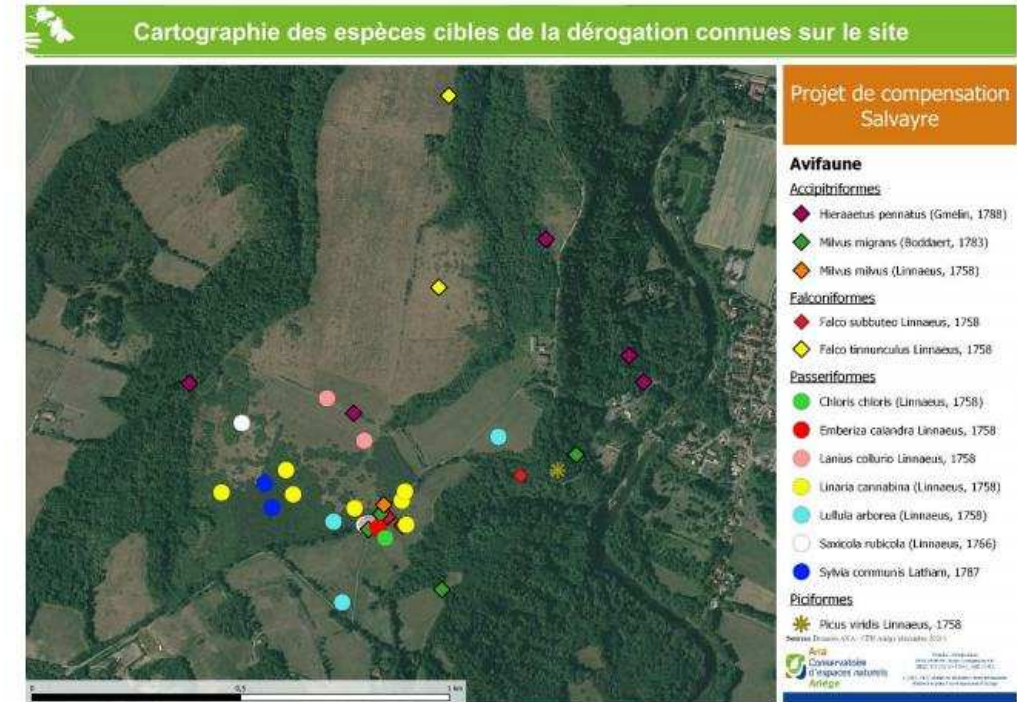 Cartographie des espèces cibles de la dérogation connues sur le site
Projet de compensation
Salvayre
Avifaune
Accipitriformes
Hieraaetus pennatus (Gmelin, 1788)
Milvus migrans (Boddaert, 1783)
Milvus milvus (Linnaeus, 1758)
Falconiformes
Falco subbuteo Linnaeus, 1758
Falco tinnunculus Linnaeus, 1758
Passeriformes
Chloris chloris (Linnaeus, 1758)
Emberiza calandra Linnaeus, 1758
Lanius collurio Linnaeus, 1758
Linaria cannabina (Linnaeus, 1758)
Lullula arborea (Linnaeus, 1758)
Saxicola rubicola (Linnaeus, 1766)
Sylvia communis Latham, 1787
Piciformes
Picus viridis Linnaeus, 1758
Ana
Conservatoire
d'espaces naturels
Ariège
0 0,5 1 km